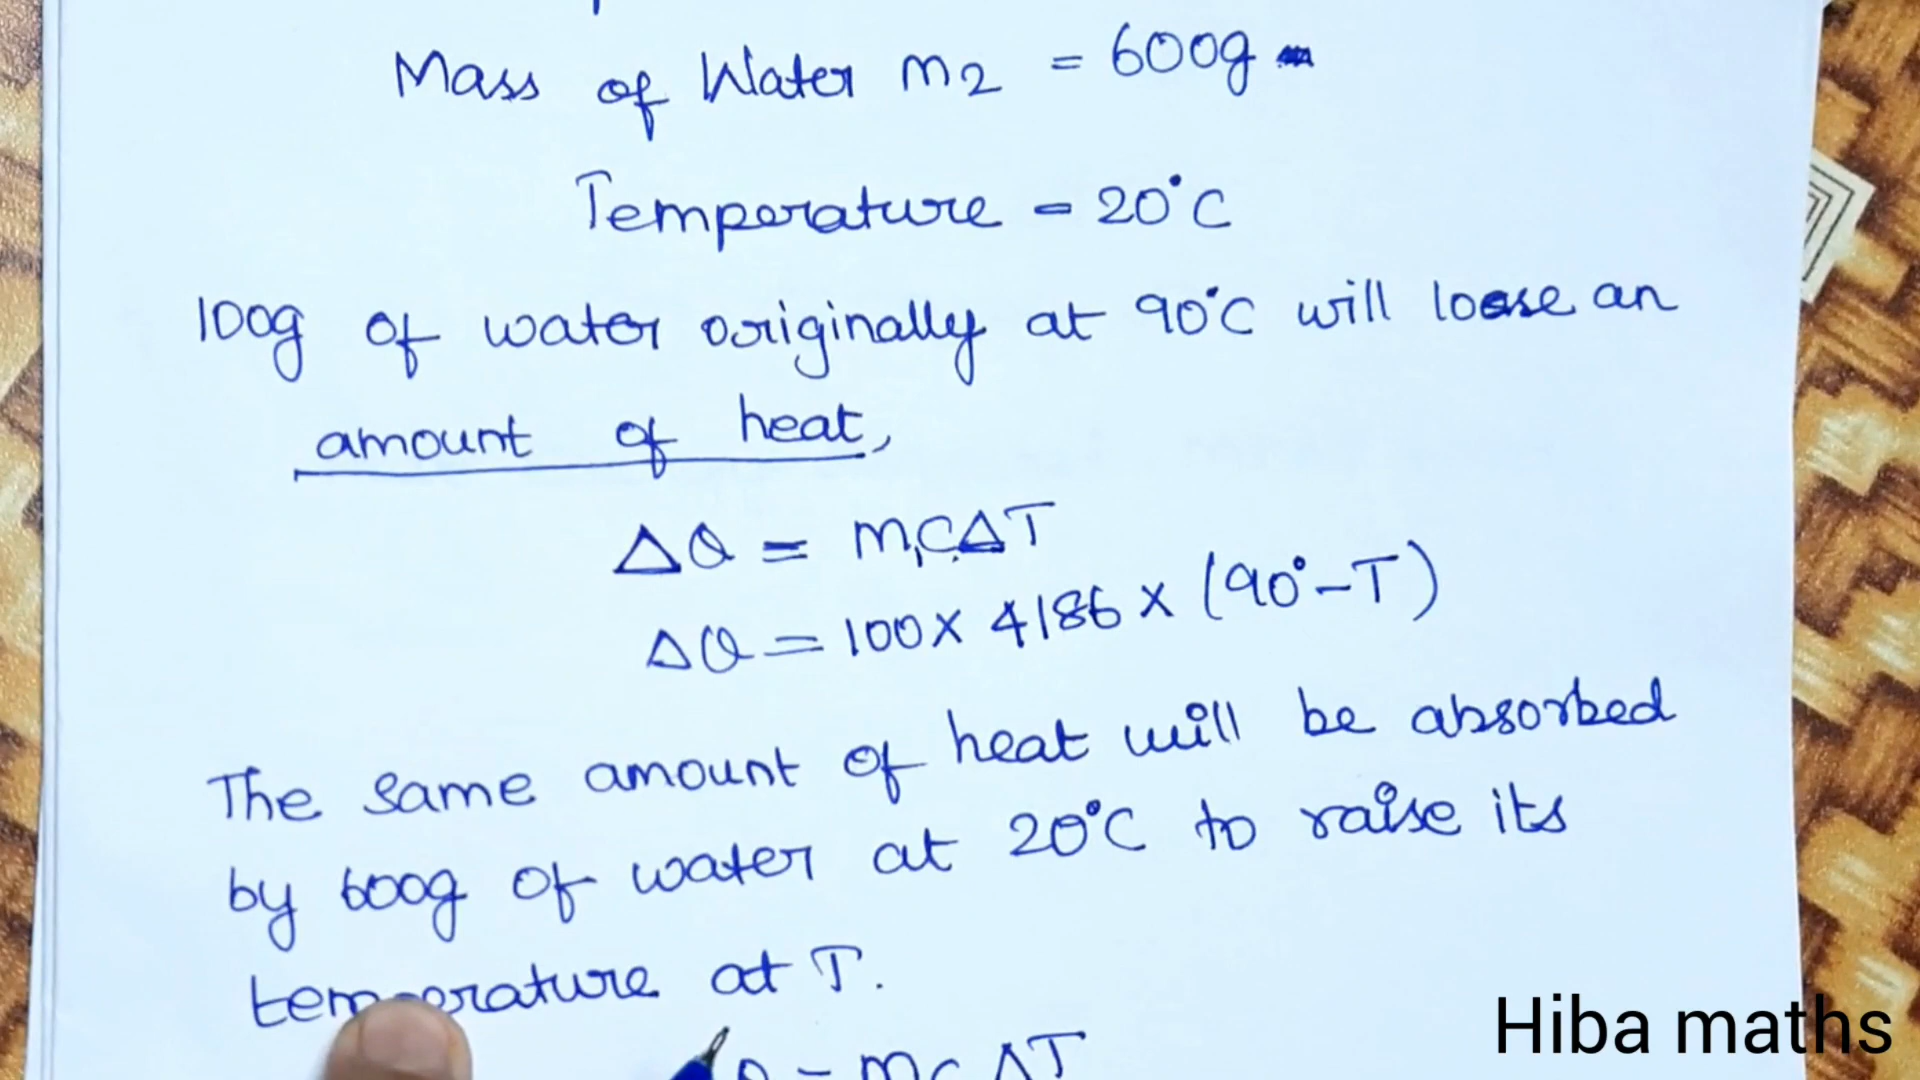 Mass of Water m2 = 600g
Temperature - 20°C
100g of water originally at 90°C will loose an
amount of heat,
ΔQ = m₁CΔT
ΔQ = 100 × 4186 × (90° - T)
The same amount of heat will be absorbed
by 600g of water at 20°C to raise its
temperature at T.
Q = mcΔT
Hiba maths